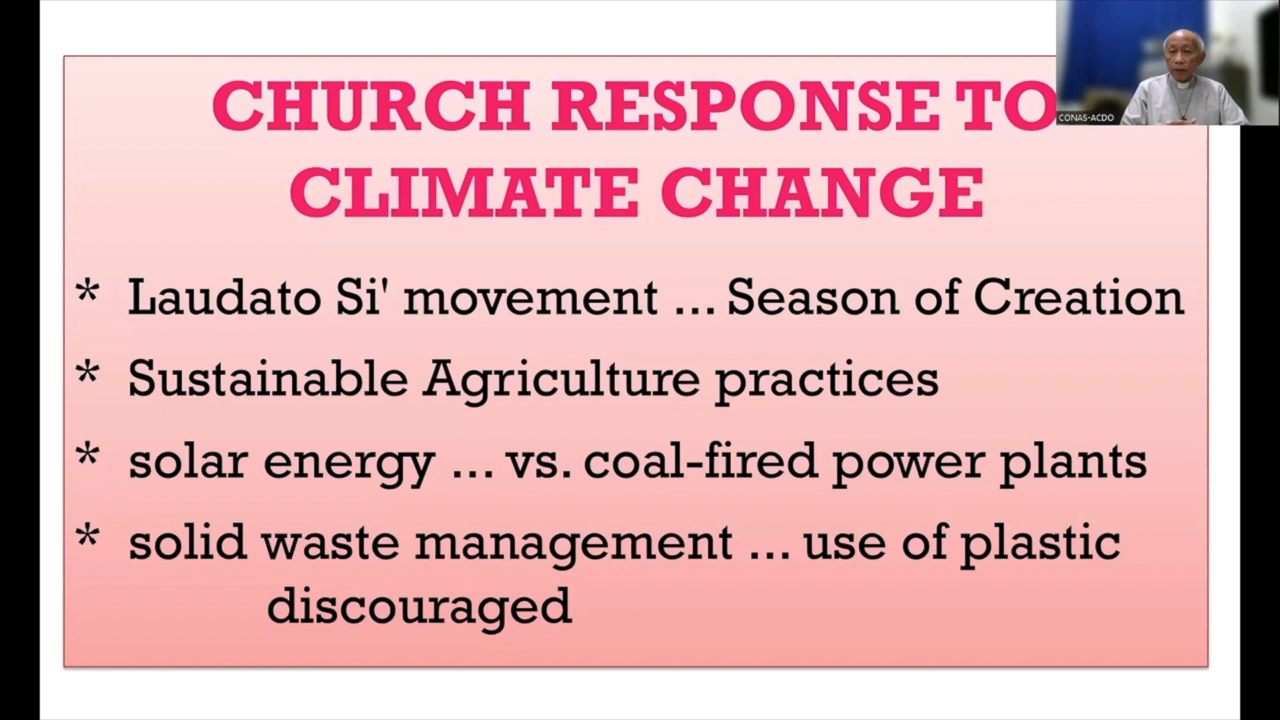 CHURCH RESPONSE TO
CLIMATE CHANGE
* Laudato Si' movement ... Season of Creation
* Sustainable Agriculture practices
* solar energy ... vs. coal-fired power plants
* solid waste management ... use of plastic
discouraged
CONAS-ACDO